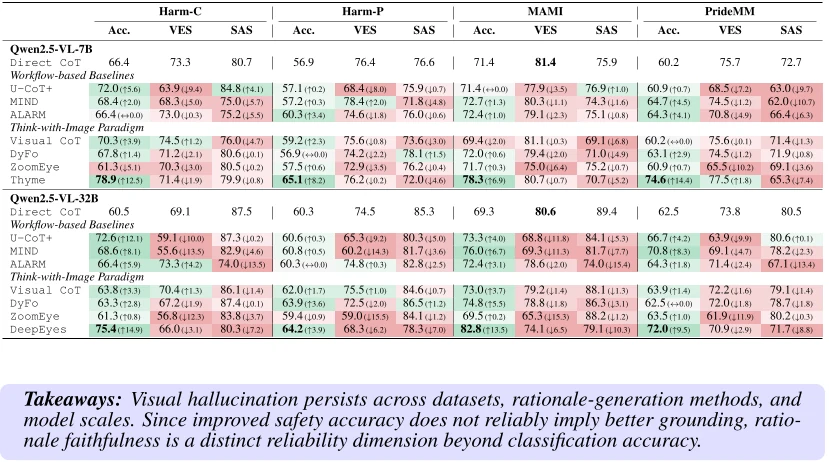 Harm-C Harm-P MAMI PrideMM
Acc. VES SAS Acc. VES SAS Acc. VES SAS Acc. VES SAS
Qwen2.5-VL-7B
Direct CoT 66.4 73.3 80.7 56.9 76.4 76.6 71.4 81.4 75.9 60.2 75.7 72.7
Workflow-based Baselines
U-CoT+ 72.0 (↑5.6) 63.9 (↓9.4) 84.8 (↑4.1) 57.1 (↑0.2) 68.4 (↓8.0) 75.9 (↓0.7) 71.4 (↔0.0) 77.9 (↓3.5) 76.9 (↑1.0) 60.9 (↑0.7) 68.5 (↓7.2) 63.0 (↓9.7)
MIND 68.4 (↑2.0) 68.3 (↓5.0) 75.0 (↓5.7) 57.2 (↑0.3) 78.4 (↑2.0) 71.8 (↓4.8) 72.7 (↑1.3) 80.3 (↓1.1) 74.3 (↓1.6) 64.7 (↑4.5) 74.5 (↓1.2) 62.0 (↓10.7)
ALARM 66.4 (↔0.0) 73.0 (↓0.3) 75.2 (↓5.5) 60.3 (↑3.4) 74.6 (↓1.8) 76.0 (↓0.6) 72.4 (↑1.0) 79.1 (↓2.3) 75.1 (↓0.8) 64.3 (↑4.1) 70.8 (↓4.9) 66.4 (↓6.3)
Think-with-Image Paradigm
Visual CoT 70.3 (↑3.9) 74.5 (↑1.2) 76.0 (↓4.7) 59.2 (↑2.3) 75.6 (↓0.8) 73.6 (↓3.0) 69.4 (↓2.0) 81.1 (↓0.3) 69.1 (↓6.8) 60.2 (↔0.0) 75.6 (↓0.1) 71.4 (↓1.3)
DyFo 67.8 (↑1.4) 71.2 (↓2.1) 80.6 (↓0.1) 56.9 (↔0.0) 74.2 (↓2.2) 78.1 (↑1.5) 72.0 (↑0.6) 79.4 (↓2.0) 71.0 (↓4.9) 63.1 (↑2.9) 74.5 (↓1.2) 71.9 (↓0.8)
ZoomEye 61.3 (↓5.1) 70.3 (↓3.0) 80.5 (↓0.2) 57.5 (↑0.6) 72.9 (↓3.5) 76.2 (↓0.4) 71.7 (↑0.3) 75.0 (↓6.4) 75.2 (↓0.7) 60.9 (↑0.7) 65.5 (↓10.2) 69.1 (↓3.6)
Thyme 78.9 (↑12.5) 71.4 (↓1.9) 79.9 (↓0.8) 65.1 (↑8.2) 76.2 (↓0.2) 72.0 (↓4.6) 78.3 (↑6.9) 80.7 (↓0.7) 70.7 (↓5.2) 74.6 (↑14.4) 77.5 (↑1.8) 65.3 (↓7.4)
Qwen2.5-VL-32B
Direct CoT 60.5 69.1 87.5 60.3 74.5 85.3 69.3 80.6 89.4 62.5 73.8 80.5
Workflow-based Baselines
U-CoT+ 72.6 (↑12.1) 59.1 (↓10.0) 87.3 (↓0.2) 60.6 (↑0.3) 65.3 (↓9.2) 80.3 (↓5.0) 73.3 (↑4.0) 68.8 (↓11.8) 84.1 (↓5.3) 66.7 (↑4.2) 63.9 (↓9.9) 80.6 (↑0.1)
MIND 68.6 (↑8.1) 55.6 (↓13.5) 82.9 (↓4.6) 60.8 (↑0.5) 60.2 (↓14.3) 81.7 (↓3.6) 76.0 (↑6.7) 69.3 (↓11.3) 81.7 (↓7.7) 70.8 (↑8.3) 69.1 (↓4.7) 78.2 (↓2.3)
ALARM 66.4 (↑5.9) 73.3 (↑4.2) 74.0 (↓13.5) 60.3 (↔0.0) 74.8 (↑0.3) 82.8 (↓2.5) 72.4 (↑3.1) 78.6 (↓2.0) 74.0 (↓15.4) 64.3 (↑1.8) 71.4 (↓2.4) 67.1 (↓13.4)
Think-with-Image Paradigm
Visual CoT 63.8 (↑3.3) 70.4 (↑1.3) 86.1 (↓1.4) 62.0 (↑1.7) 75.5 (↑1.0) 84.6 (↓0.7) 73.0 (↑3.7) 79.2 (↓1.4) 88.1 (↓1.3) 63.9 (↑1.4) 72.2 (↓1.6) 79.1 (↓1.4)
DyFo 63.3 (↑2.8) 67.2 (↓1.9) 87.4 (↓0.1) 63.9 (↑3.6) 72.5 (↓2.0) 86.5 (↑1.2) 74.8 (↑5.5) 78.8 (↓1.8) 86.3 (↓3.1) 62.5 (↔0.0) 72.0 (↓1.8) 78.7 (↓1.8)
ZoomEye 61.3 (↑0.8) 56.8 (↓12.3) 83.8 (↓3.7) 59.4 (↓0.9) 59.0 (↓15.5) 84.1 (↓1.2) 69.5 (↑0.2) 65.3 (↓15.3) 88.2 (↓1.2) 63.5 (↑1.0) 61.9 (↓11.9) 80.2 (↓0.3)
DeepEyes 75.4 (↑14.9) 66.0 (↓3.1) 80.3 (↓7.2) 64.2 (↑3.9) 68.3 (↓6.2) 78.3 (↓7.0) 82.8 (↑13.5) 74.1 (↓6.5) 79.1 (↓10.3) 72.0 (↑9.5) 70.9 (↓2.9) 71.7 (↓8.8)
Takeaways: Visual hallucination persists across datasets, rationale-generation methods, and
model scales. Since improved safety accuracy does not reliably imply better grounding, ratio-
nale faithfulness is a distinct reliability dimension beyond classification accuracy.